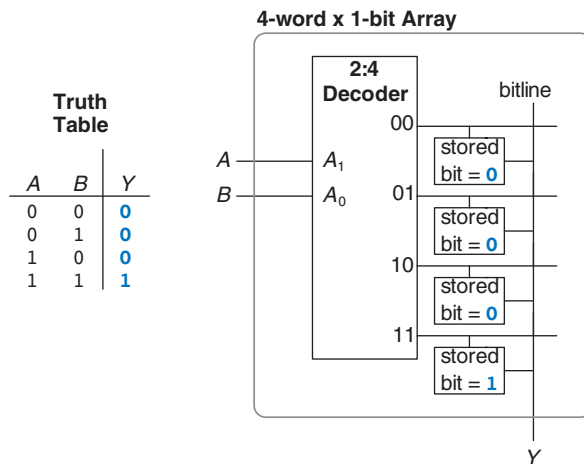 4-word x 1-bit Array
2:4
Decoder
bitline
Truth
Table
A B Y
0 0 0
0 1 0
1 0 0
1 1 1
A
B
A1
A0
00
stored
bit = 0
01
stored
bit = 0
10
stored
bit = 0
11
stored
bit = 1
Y